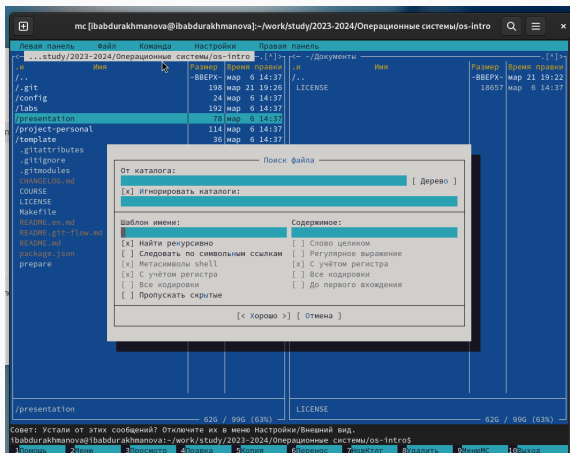 mc [ibabdurakhmanova@ibabdurakhmanova]:~/work/study/2023-2024/Операционные системы/os-intro
Левая панель Файл Команда Настройки Правая панель
<— ...study/2023-2024/Операционные системы/os-intro —.[^]> <— ~/Документы —.[^]>
.и Имя Размер Время правки .и Имя Размер Время правки
/.. -ВВЕРХ- мар 6 14:37 /.. -ВВЕРХ- мар 21 19:22
/.git 198 мар 21 19:26 LICENSE 18657 мар 6 14:37
/config 24 мар 6 14:37
/labs 192 мар 6 14:37
/presentation 78 мар 6 14:37
/project-personal 114 мар 6 14:37
/template 36 мар 6 14:37
.gitattributes
.gitignore
.gitmodules
CHANGELOG.md
COURSE
LICENSE
Makefile
README.en.md
README.git-flow.md
README.md
package.json
prepare
Поиск файла
От каталога:
[ Дерево ]
[x] Игнорировать каталоги:
Шаблон имени: Содержимое:
[x] Найти рекурсивно [ ] Слово целиком
[ ] Следовать по символьным ссылкам [ ] Регулярное выражение
[x] Метасимволы shell [x] С учётом регистра
[x] С учётом регистра [ ] Все кодировки
[ ] Все кодировки [ ] До первого вхождения
[ ] Пропускать скрытые
[< Хорошо >] [ Отмена ]
/presentation LICENSE
62G / 99G (63%) 62G / 99G (63%)
Совет: Устали от этих сообщений? Отключите их в меню Настройки/Внешний вид.
ibabdurakhmanova@ibabdurakhmanova:~/work/study/2023-2024/Операционные системы/os-intro$
1Помощь 2Меню 3Просмотр 4Правка 5Копия 6Перенос 7НовКтлг 8Удалить 9МенюMC 10Выход